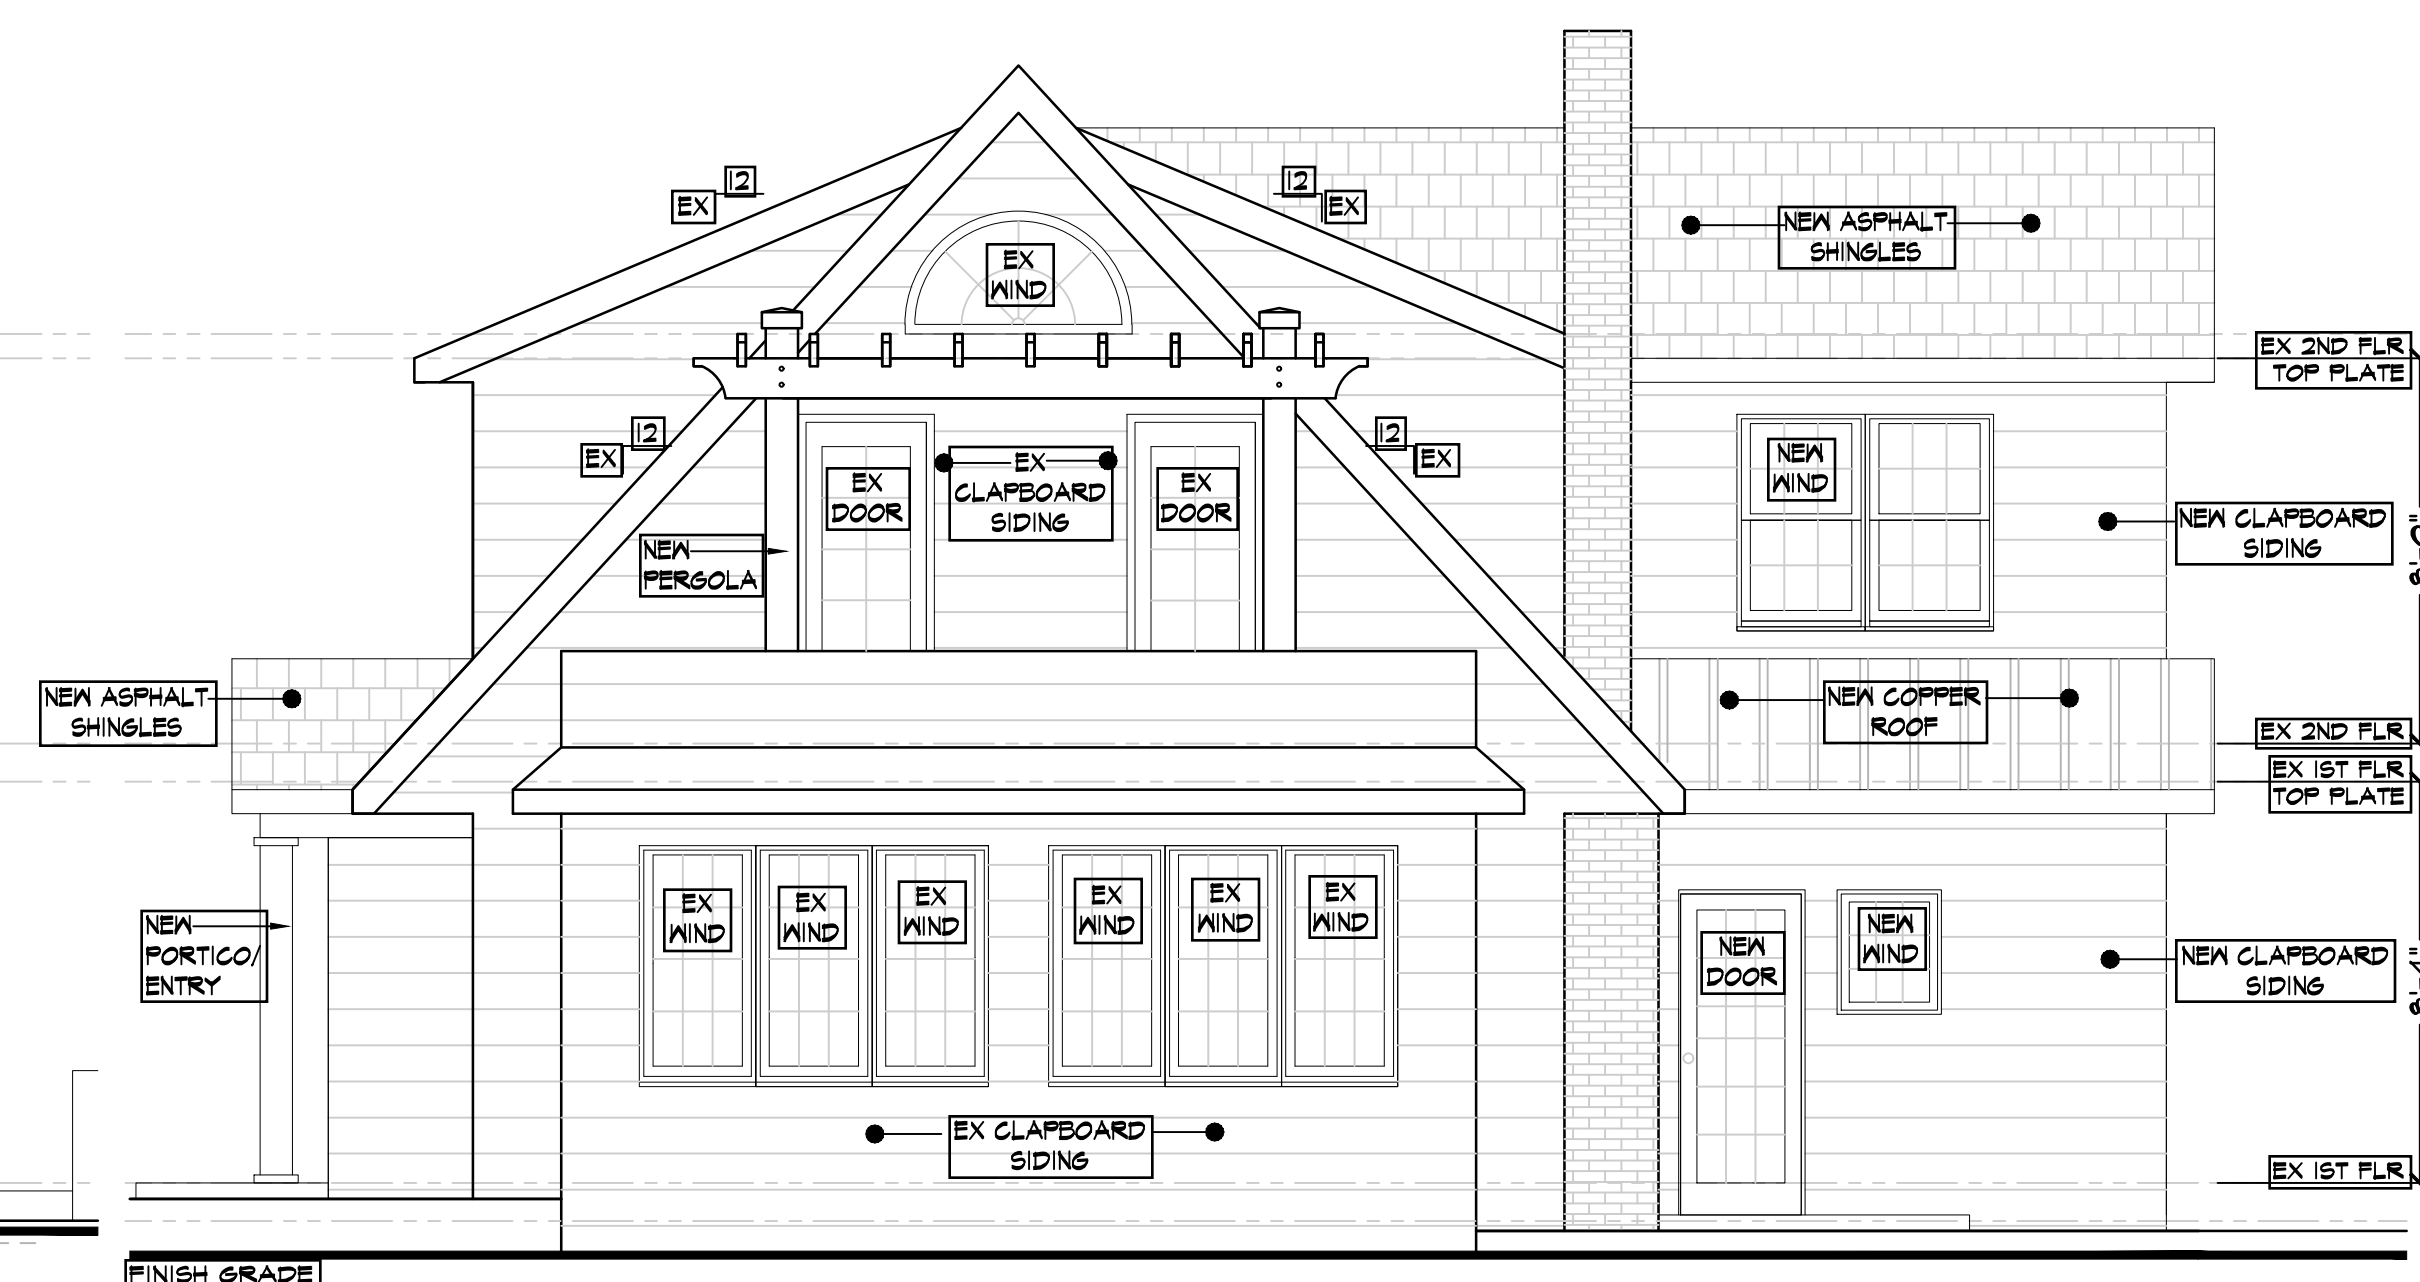 12
EX
12
EX
NEW ASPHALT
SHINGLES
EX
WIND
EX 2ND FLR
TOP PLATE
12
EX
12
EX
EX
DOOR
EX
CLAPBOARD
SIDING
EX
DOOR
NEW
WIND
NEW CLAPBOARD
SIDING
NEW
PERGOLA
NEW ASPHALT
SHINGLES
NEW COPPER
ROOF
EX 2ND FLR
EX 1ST FLR
TOP PLATE
EX
WIND
EX
WIND
EX
WIND
EX
WIND
EX
WIND
EX
WIND
NEW
PORTICO/
ENTRY
NEW
DOOR
NEW
WIND
NEW CLAPBOARD
SIDING
EX CLAPBOARD
SIDING
EX 1ST FLR
FINISH GRADE